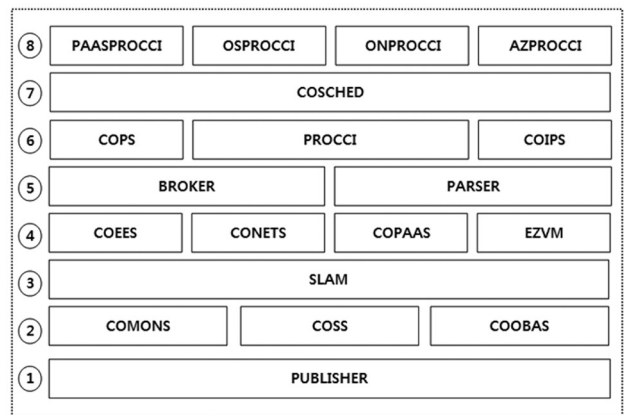 8 PAASPROCCI OSPROCCI ONPROCCI AZPROCCI
7 COSCHED
6 COPS PROCCI COIPS
5 BROKER PARSER
4 COEES CONETS COPAAS EZVM
3 SLAM
2 COMONS COSS COOBAS
1 PUBLISHER